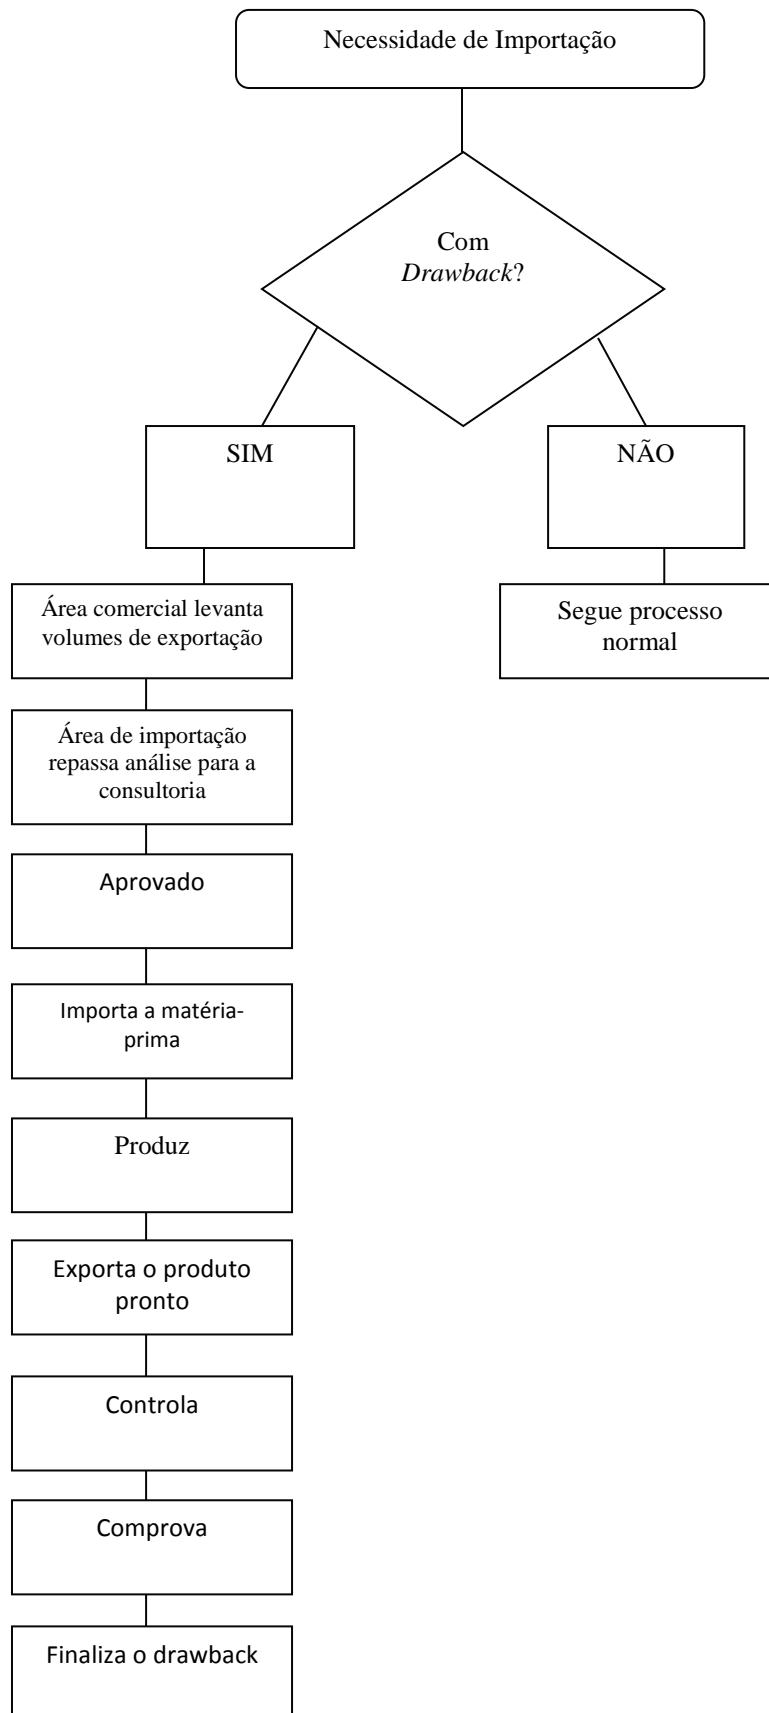 Necessidade de Importação
Com
Drawback?
SIM
NÃO
Área comercial levanta
volumes de exportação
Segue processo
normal
Área de importação
repassa análise para a
consultoria
Aprovado
Importa a matéria-
prima
Produz
Exporta o produto
pronto
Controla
Comprova
Finaliza o drawback